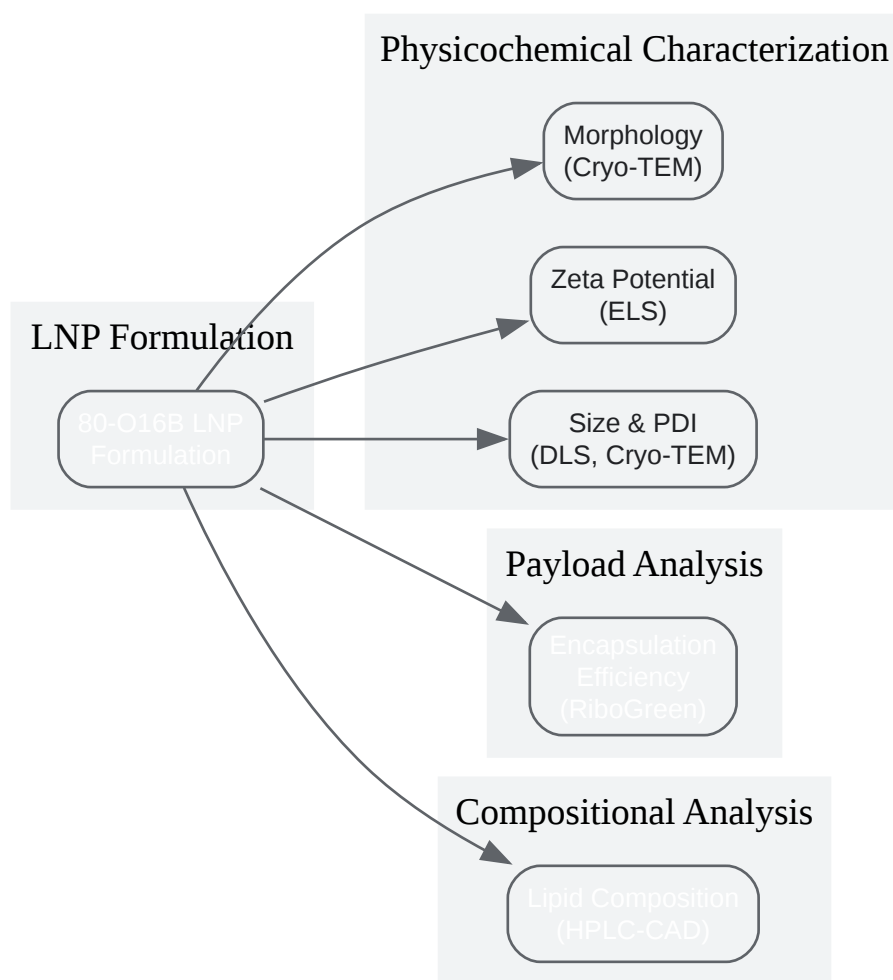 Physicochemical Characterization
Morphology
(Cryo-TEM)
Zeta Potential
(ELS)
LNP Formulation
80-O16B LNP
Formulation
Size & PDI
(DLS, Cryo-TEM)
Payload Analysis
Encapsulation
Efficiency
(RiboGreen)
Compositional Analysis
Lipid Composition
(HPLC-CAD)